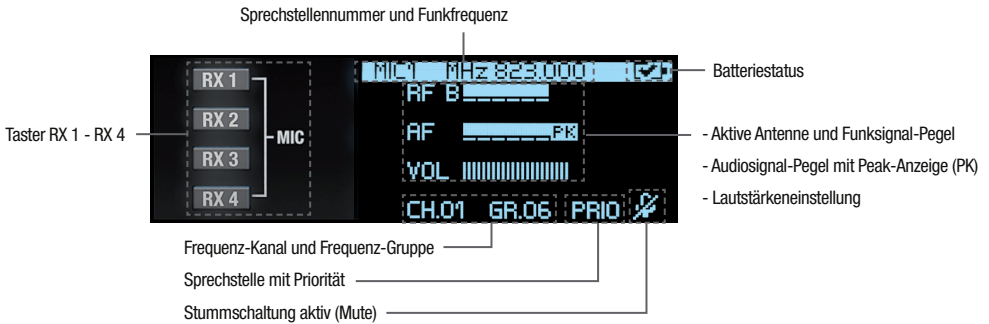 Sprechstellennummer und Funkfrequenz
MIC1 MHz 823.000
Batteriestatus
RX 1
RX 2
RX 3
RX 4
MIC
Taster RX 1 - RX 4
RF B
AF PK
VOL
- Aktive Antenne und Funksignal-Pegel
- Audiosignal-Pegel mit Peak-Anzeige (PK)
- Lautstärkeneinstellung
CH.01 GR.06 PRIO
Frequenz-Kanal und Frequenz-Gruppe
Sprechstelle mit Priorität
Stummschaltung aktiv (Mute)